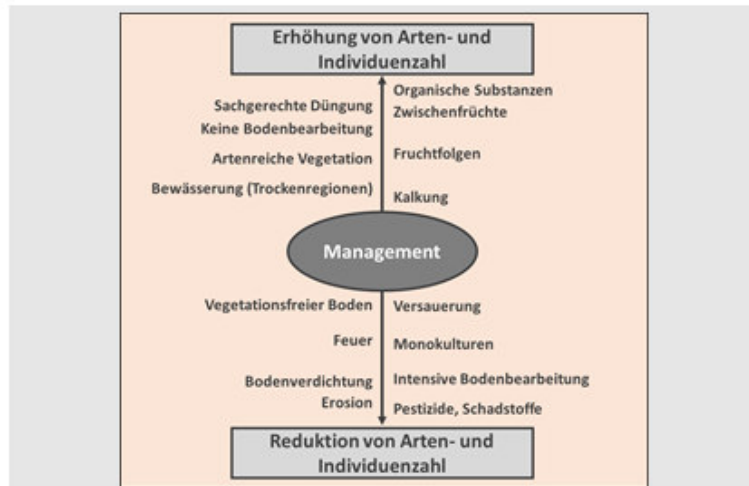 Erhöhung von Arten- und
Individuenzahl
Organische Substanzen
Sachgerechte Düngung
Zwischenfrüchte
Keine Bodenbearbeitung
Artenreiche Vegetation
Fruchtfolgen
Bewässerung (Trockenregionen)
Kalkung
Management
Vegetationsfreier Boden
Versauerung
Feuer
Monokulturen
Bodenverdichtung
Intensive Bodenbearbeitung
Erosion
Pestizide, Schadstoffe
Reduktion von Arten- und
Individuenzahl